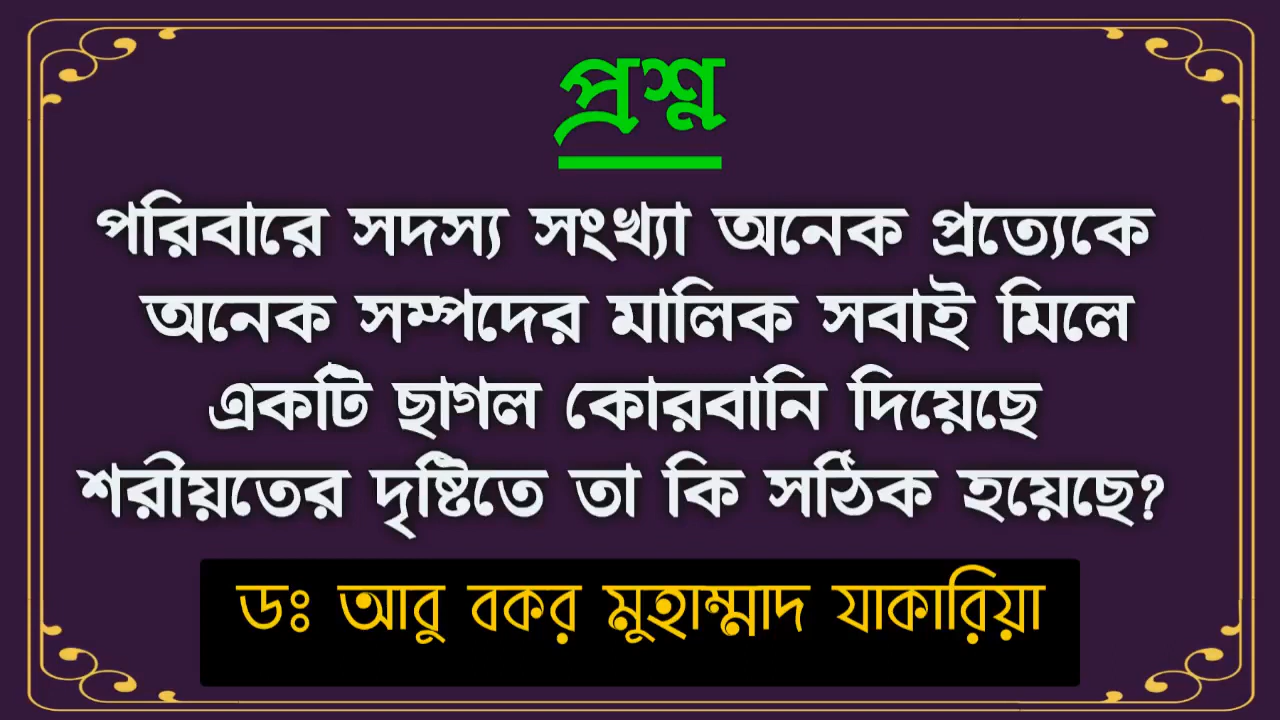 প্রশ্ন
পরিবারে সদস্য সংখ্যা অনেক প্রত্যেকে
অনেক সম্পদের মালিক সবাই মিলে
একটি ছাগল কোরবানি দিয়েছে
শরীয়তের দৃষ্টিতে তা কি সঠিক হয়েছে?
ডঃ আবু বকর মুহাম্মাদ যাকারিয়া